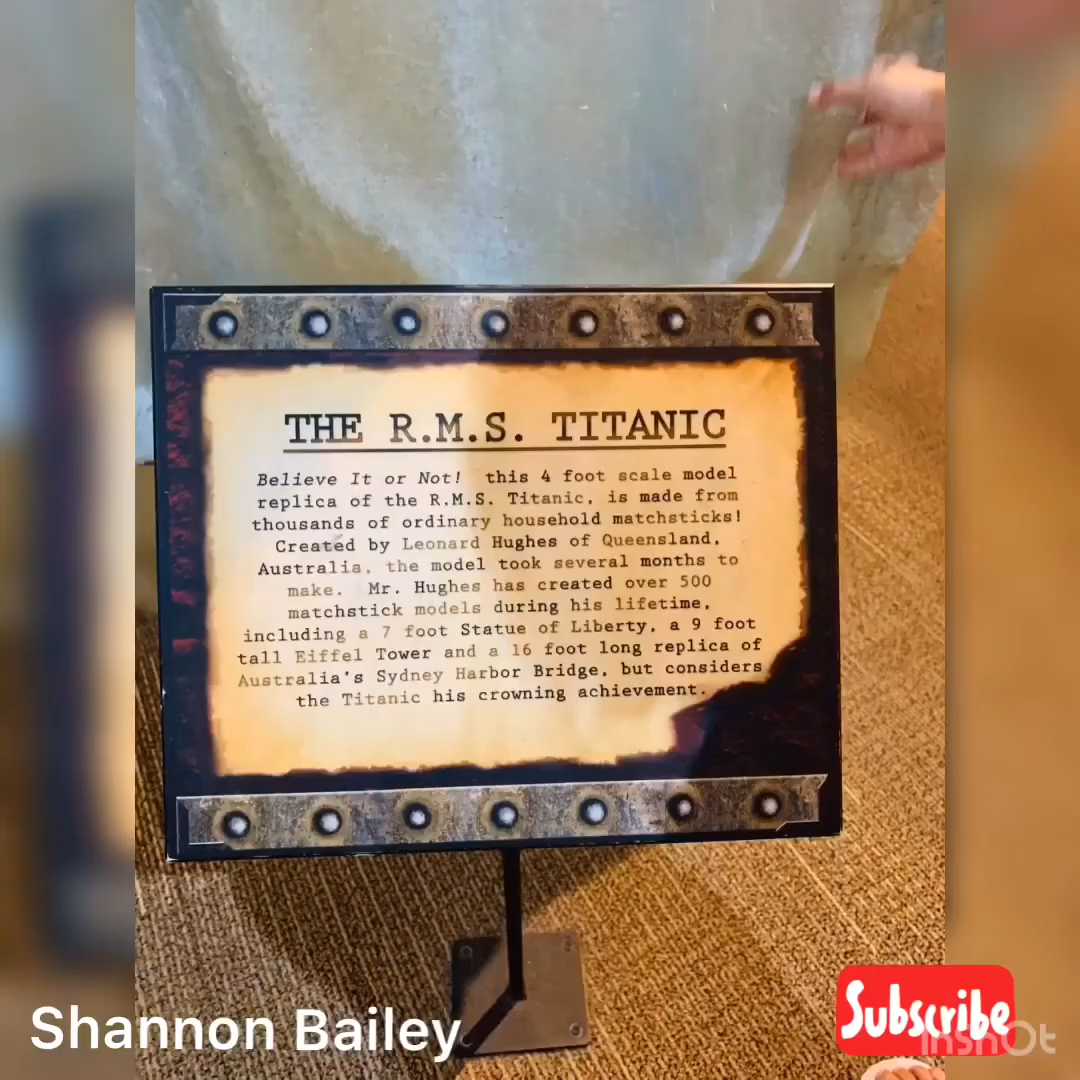 THE R.M.S. TITANIC
Believe It or Not! this 4 foot scale model
replica of the R.M.S. Titanic, is made from
thousands of ordinary household matchsticks!
Created by Leonard Hughes of Queensland,
Australia, the model took several months to
make. Mr. Hughes has created over 500
matchstick models during his lifetime,
including a 7 foot Statue of Liberty, a 9 foot
tall Eiffel Tower and a 16 foot long replica of
Australia's Sydney Harbor Bridge, but considers
the Titanic his crowning achievement.
Shannon Bailey
Subscribe
InShOt